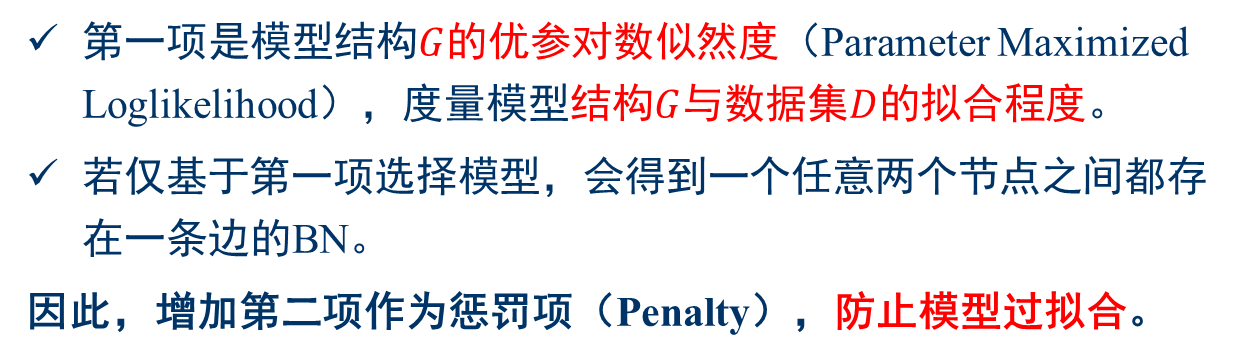 ✓ 第一项是模型结构G的优参对数似然度（Parameter Maximized
Loglikelihood），度量模型结构G与数据集D的拟合程度。
✓ 若仅基于第一项选择模型，会得到一个任意两个节点之间都存
在一条边的BN。
因此，增加第二项作为惩罚项（Penalty），防止模型过拟合。